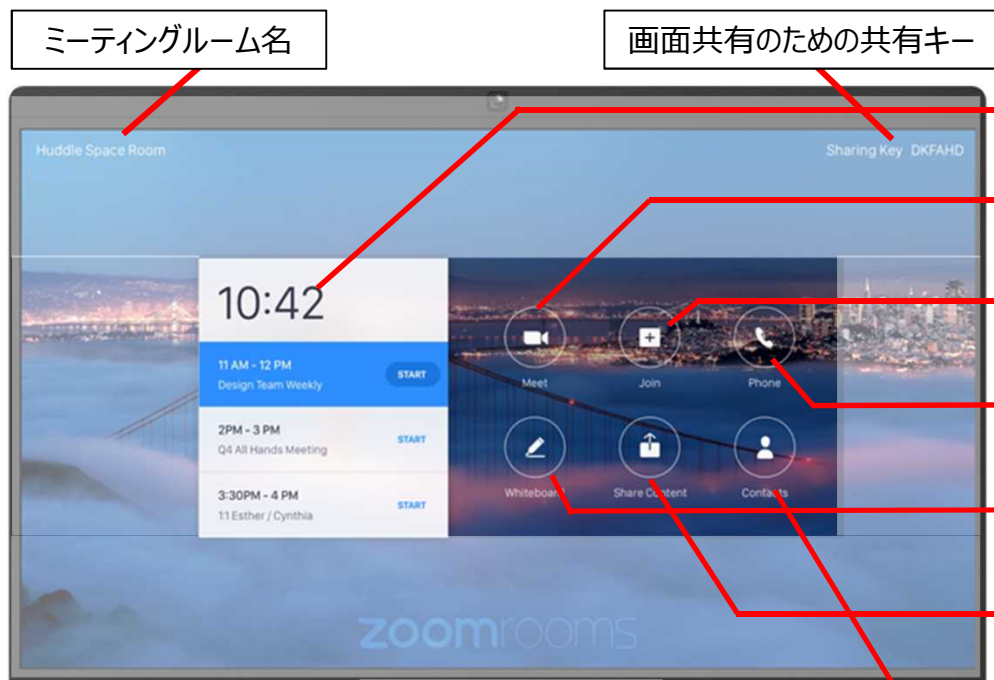 ミーティングルーム名
画面共有のための共有キー
Huddle Space Room
Sharing Key DKFAHD
10:42
11 AM - 12 PM
Design Team Weekly
START
2PM - 3 PM
Q4 All Hands Meeting
START
3:30PM - 4 PM
1:1 Esther / Cynthia
START
Meet
Join
Phone
Whiteboard
Share Content
Contacts
zoomrooms